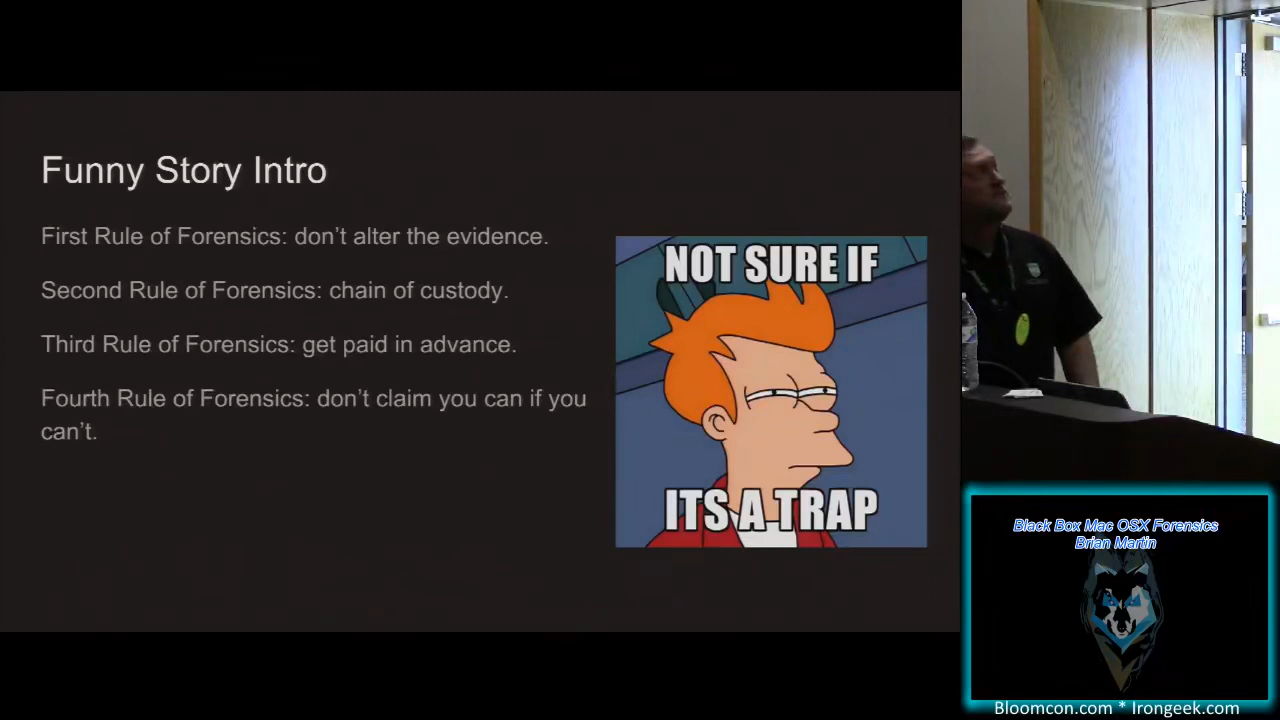 Funny Story Intro
First Rule of Forensics: don't alter the evidence.
Second Rule of Forensics: chain of custody.
Third Rule of Forensics: get paid in advance.
Fourth Rule of Forensics: don't claim you can if you
can't.
NOT SURE IF
ITS A TRAP
Black Box Mac OSX Forensics
Brian Martin
Bloomcon.com * Irongeek.com